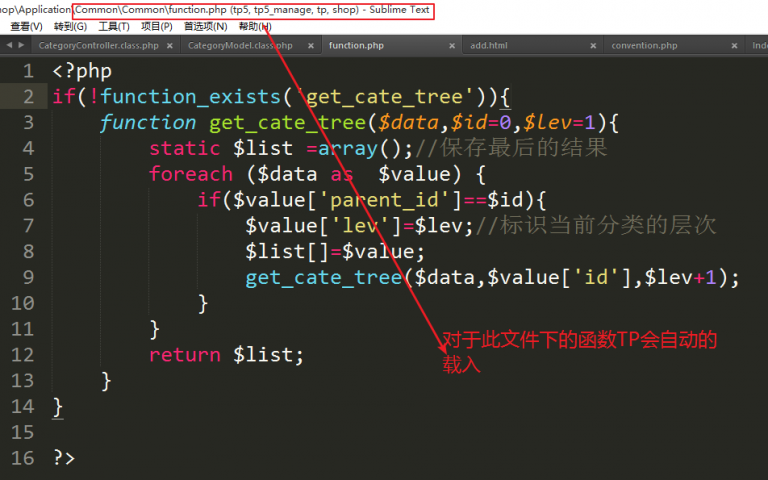 hop\Application\Common\Common\function.php (tp5, tp5_manage, tp, shop) - Sublime Text
查看(V) 转到(G) 工具(T) 项目(P) 首选项(N) 帮助(H)
CategoryController.class.php × CategoryModel.class.php × function.php × add.html × convention.php × Ind
1 <?php
2 if(!function_exists('get_cate_tree')){
3 function get_cate_tree($data,$id=0,$lev=1){
4 static $list =array();//保存最后的结果
5 foreach ($data as $value) {
6 if($value['parent_id']==$id){
7 $value['lev']=$lev;//标识当前分类的层次
8 $list[]=$value;
9 get_cate_tree($data,$value['id'],$lev+1);
10 }
11 }
12 return $list;
13 }
14 }
15
16 ?>
对于此文件下的函数TP会自动的
载入